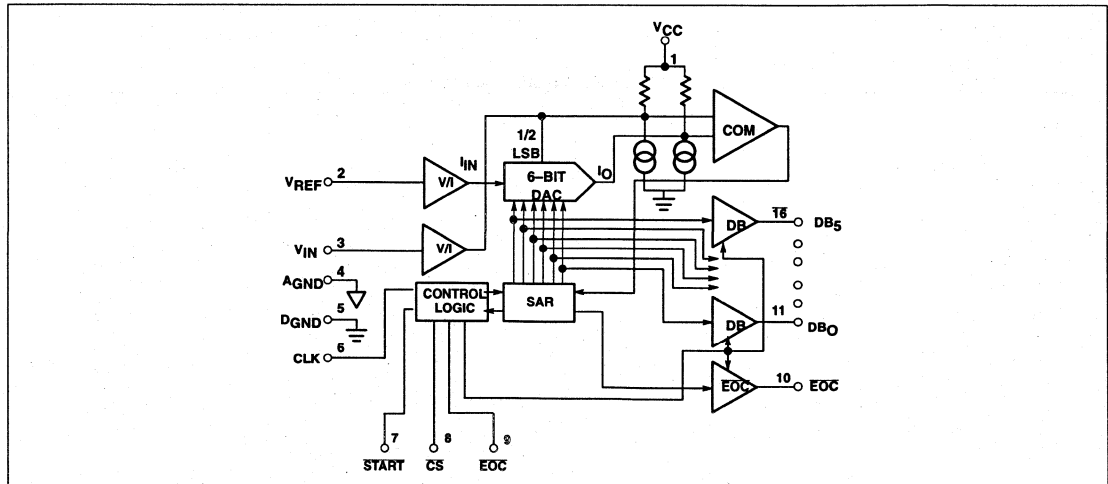 VCC
1
COM
1/2
LSB
IIN
6–BIT
DAC
IO
VREF
2
V/I
VIN
3
V/I
AGND
4
DGND
5
CLK
6
CONTROL
LOGIC
SAR
DB
16
DB5
DB
11
DBO
EOC
10
EOC
7
START
8
CS
9
EOC